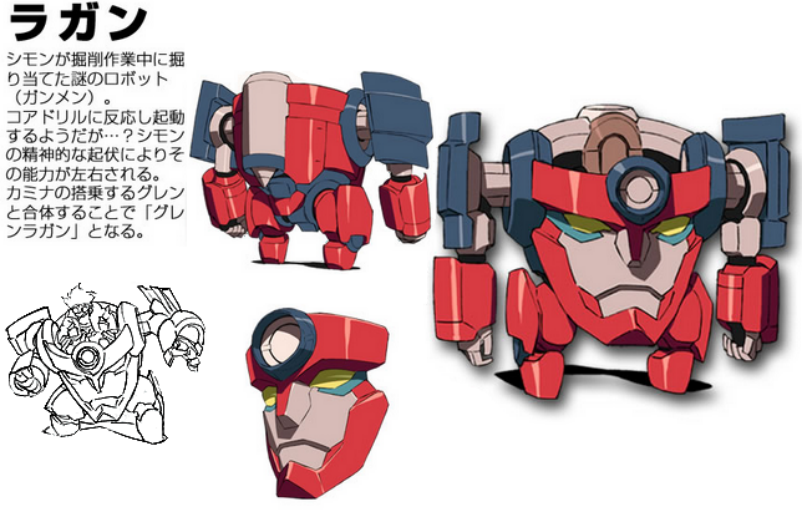 ラガン
シモンが掘削作業中に掘
り当てた謎のロボット
（ガンメン）。
コアドリルに反応し起動
するようだが…？シモン
の精神的な起伏によりそ
の能力が左右される。
カミナの搭乗するグレン
と合体することで「グレ
ンラガン」となる。